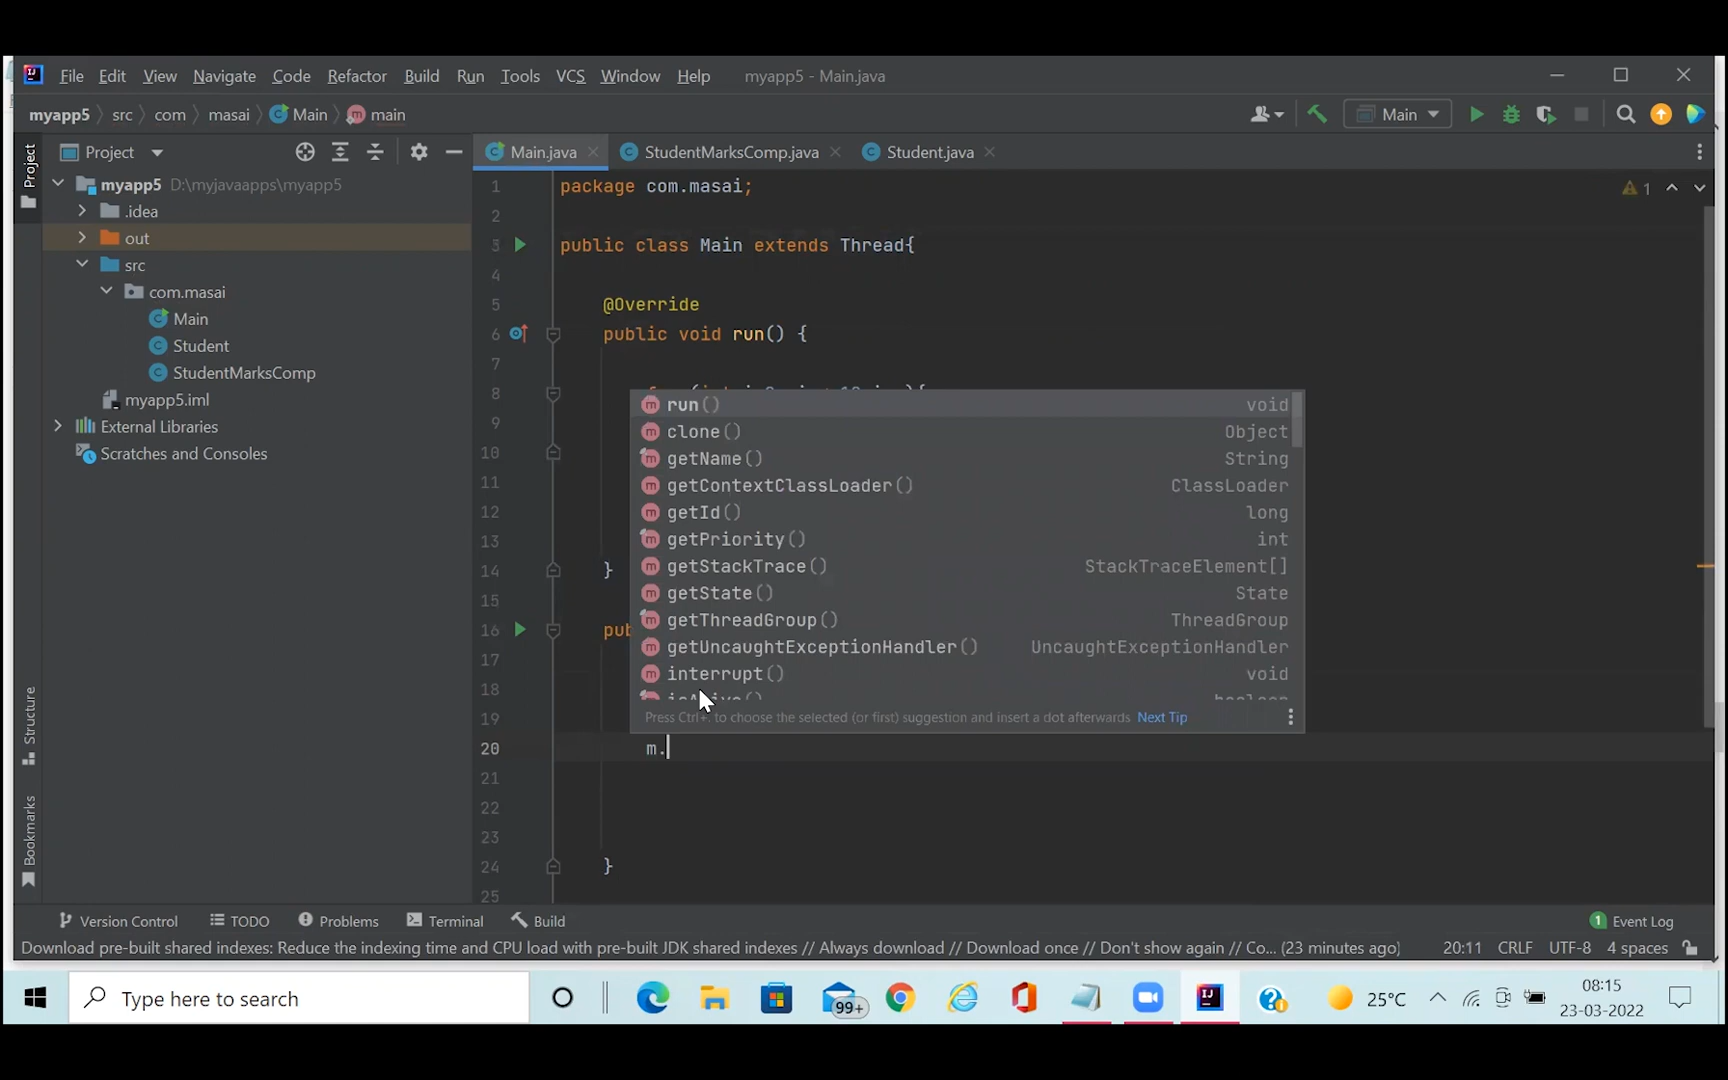 File Edit View Navigate Code Refactor Build Run Tools VCS Window Help myapp5 - Main.java
myapp5 src com masai Main main Main
Project Project Main.java StudentMarksComp.java Student.java
myapp5 D:\myjavaapps\myapp5
.idea
out
src
com.masai
Main
Student
StudentMarksComp
myapp5.iml
External Libraries
Scratches and Consoles
Structure
Bookmarks
1 package com.masai; 1
2
3 public class Main extends Thread{
4
5 @Override
6 public void run() {
7
8
9
10
11
12
13
14 }
15
16 pub
17
18
19
20 m.
21
22
23
24 }
25
run() void
clone() Object
getName() String
getContextClassLoader() ClassLoader
getId() long
getPriority() int
getStackTrace() StackTraceElement[]
getState() State
getThreadGroup() ThreadGroup
getUncaughtExceptionHandler() UncaughtExceptionHandler
interrupt() void
Press Ctrl+. to choose the selected (or first) suggestion and insert a dot afterwards Next Tip
Version Control TODO Problems Terminal Build 1 Event Log
Download pre-built shared indexes: Reduce the indexing time and CPU load with pre-built JDK shared indexes // Always download // Download once // Don't show again // Co... (23 minutes ago) 20:11 CRLF UTF-8 4 spaces
Type here to search 99+ 25°C 08:15
23-03-2022